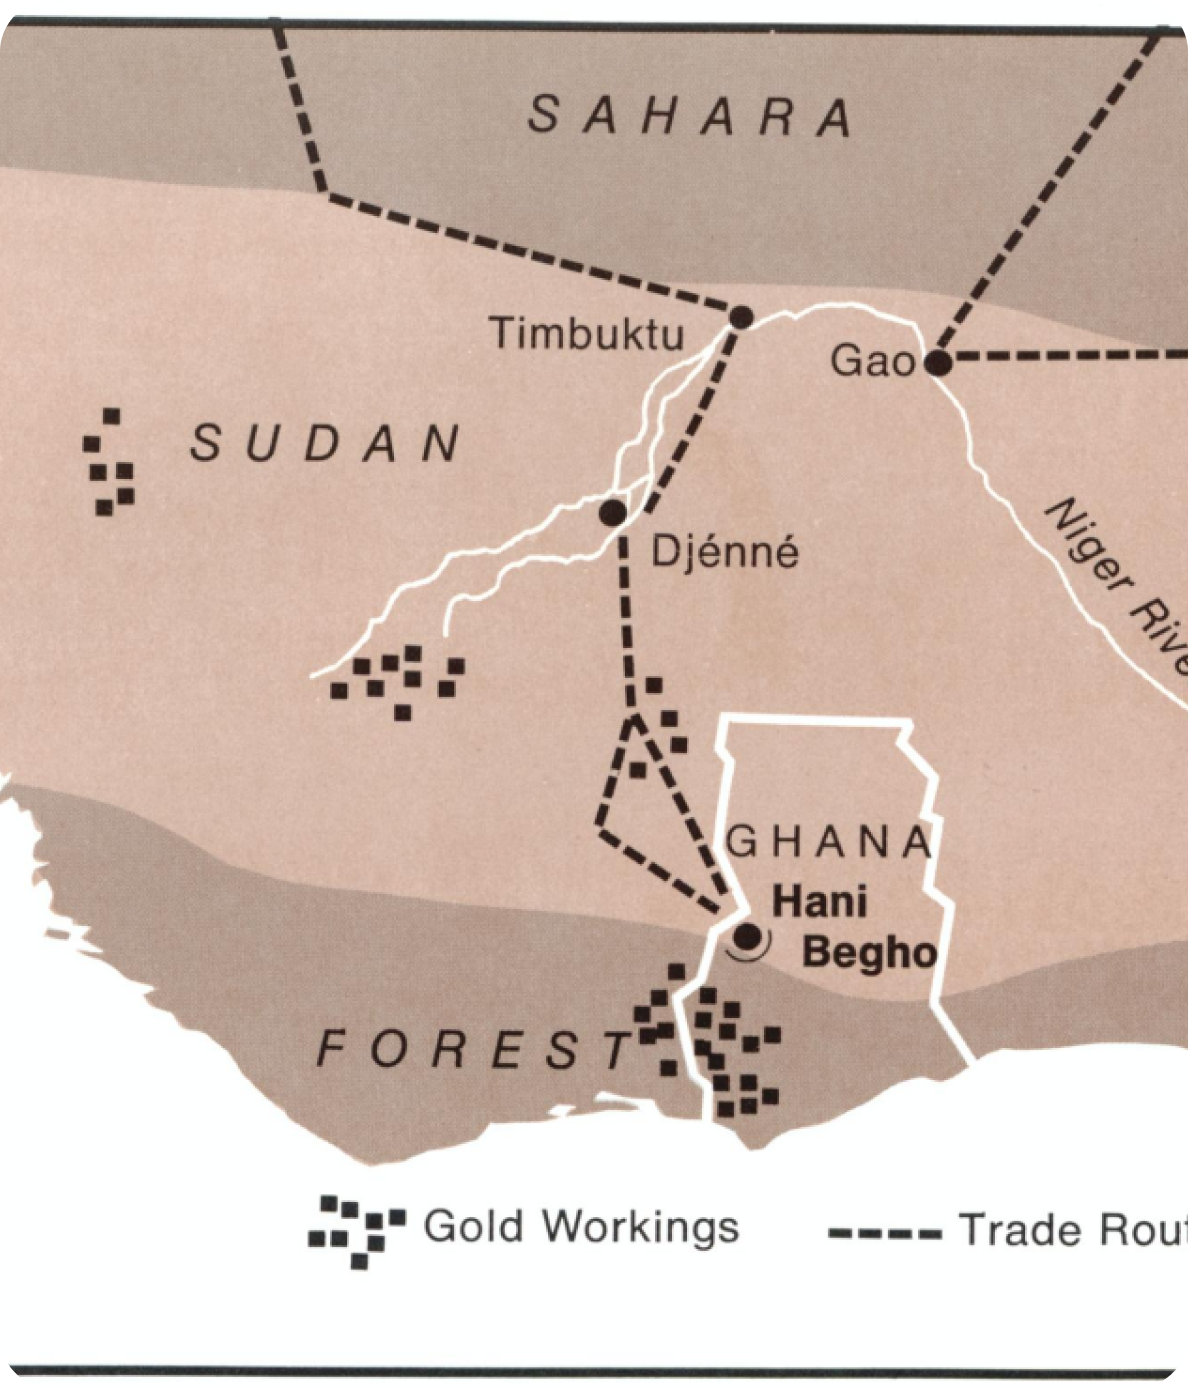 SAHARA
Timbuktu
Gao
SUDAN
Djénné
Niger Rive
GHANA
Hani
Begho
FOREST
Gold Workings
Trade Rout